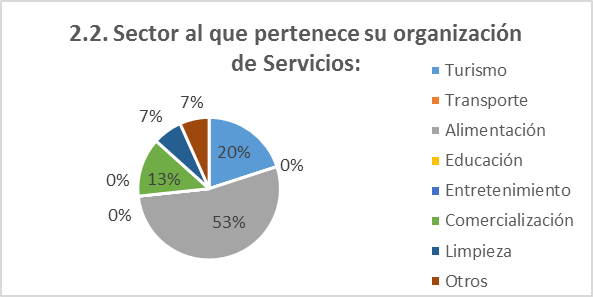 2.2. Sector al que pertenece su organización
de Servicios:
7%
7%
20%
0%
0%
13%
0%
53%
Turismo
Transporte
Alimentación
Educación
Entretenimiento
Comercialización
Limpieza
Otros